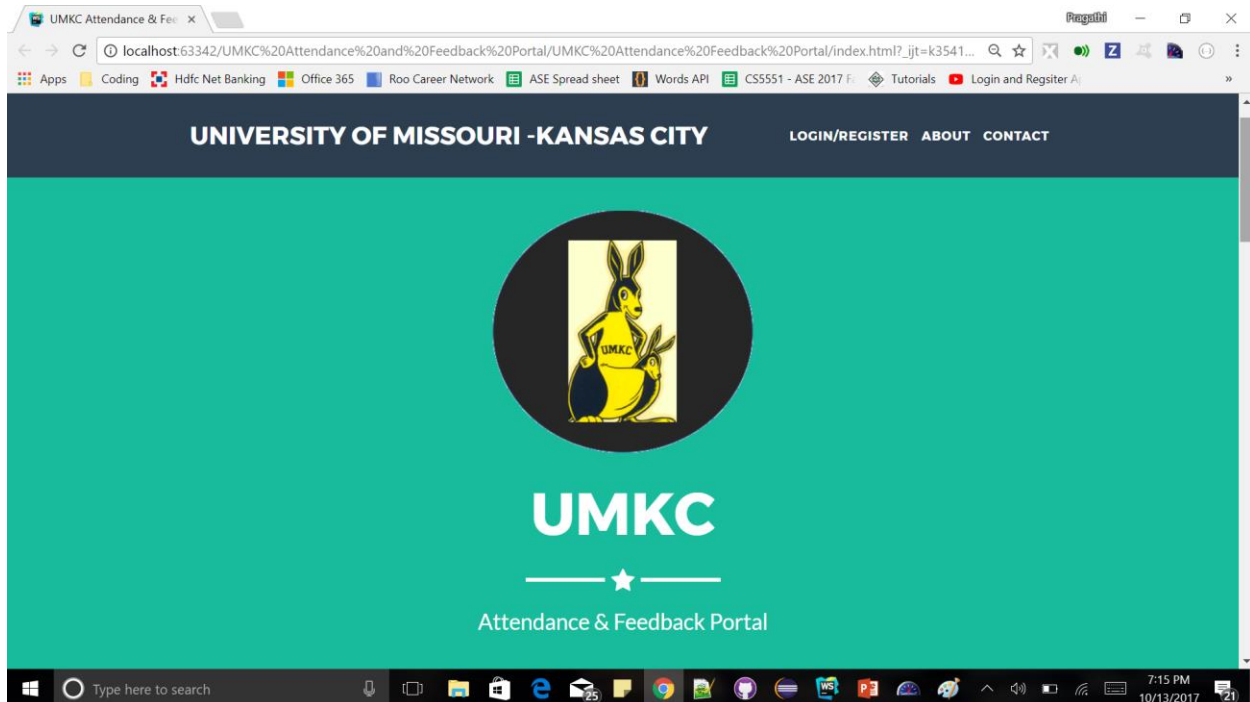 UMKC Attendance & Fee
Pragathi
localhost:63342/UMKC%20Attendance%20and%20Feedback%20Portal/UMKC%20Attendance%20Feedback%20Portal/index.html?_ijt=k3541...
Apps Coding Hdfc Net Banking Office 365 Roo Career Network ASE Spread sheet Words API CS5551 - ASE 2017 F Tutorials Login and Regsiter A »
UNIVERSITY OF MISSOURI -KANSAS CITY LOGIN/REGISTER ABOUT CONTACT
UMKC
UMKC
Attendance & Feedback Portal
Type here to search 25 WS 7:15 PM
10/13/2017 21